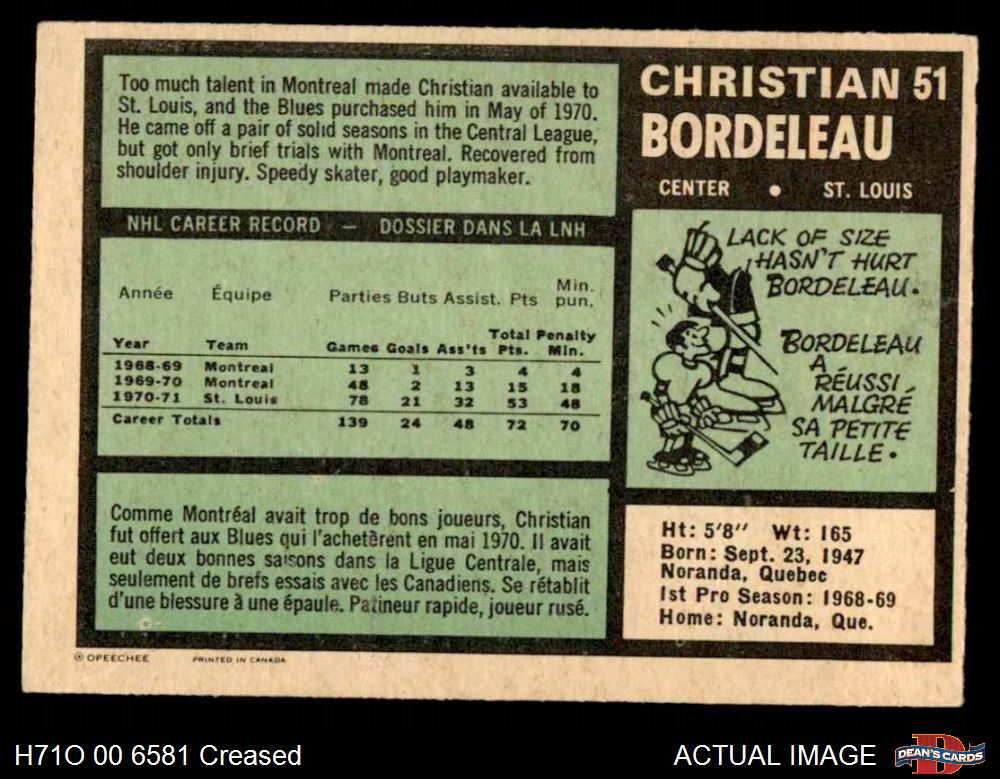 Too much talent in Montreal made Christian available to
St. Louis, and the Blues purchased him in May of 1970.
He came off a pair of solid seasons in the Central League,
but got only brief trials with Montreal. Recovered from
shoulder injury. Speedy skater, good playmaker.
CHRISTIAN 51
BORDELEAU
CENTER • ST. LOUIS
NHL CAREER RECORD — DOSSIER DANS LA LNH
Année Équipe Parties Buts Assist. Pts Min. pun.
Year Team Games Goals Ass'ts Total Pts. Penalty Min.
1968-69 Montreal 13 1 3 4 4
1969-70 Montreal 48 2 13 15 18
1970-71 St. Louis 78 21 32 53 48
Career Totals 139 24 48 72 70
LACK OF SIZE
HASN'T HURT
BORDELEAU.
BORDELEAU
A
RÉUSSI
MALGRÉ
SA PETITE
TAILLE.
Comme Montréal avait trop de bons joueurs, Christian
fut offert aux Blues qui l'achetèrent en mai 1970. Il avait
eut deux bonnes saisons dans la Ligue Centrale, mais
seulement de brefs essais avec les Canadiens. Se rétablit
d'une blessure à une épaule. Patineur rapide, joueur rusé.
Ht: 5'8" Wt: 165
Born: Sept. 23, 1947
Noranda, Quebec
1st Pro Season: 1968-69
Home: Noranda, Que.
© OPEECHEE PRINTED IN CANADA
H71O 00 6581 Creased
ACTUAL IMAGE
DEAN'S CARDS